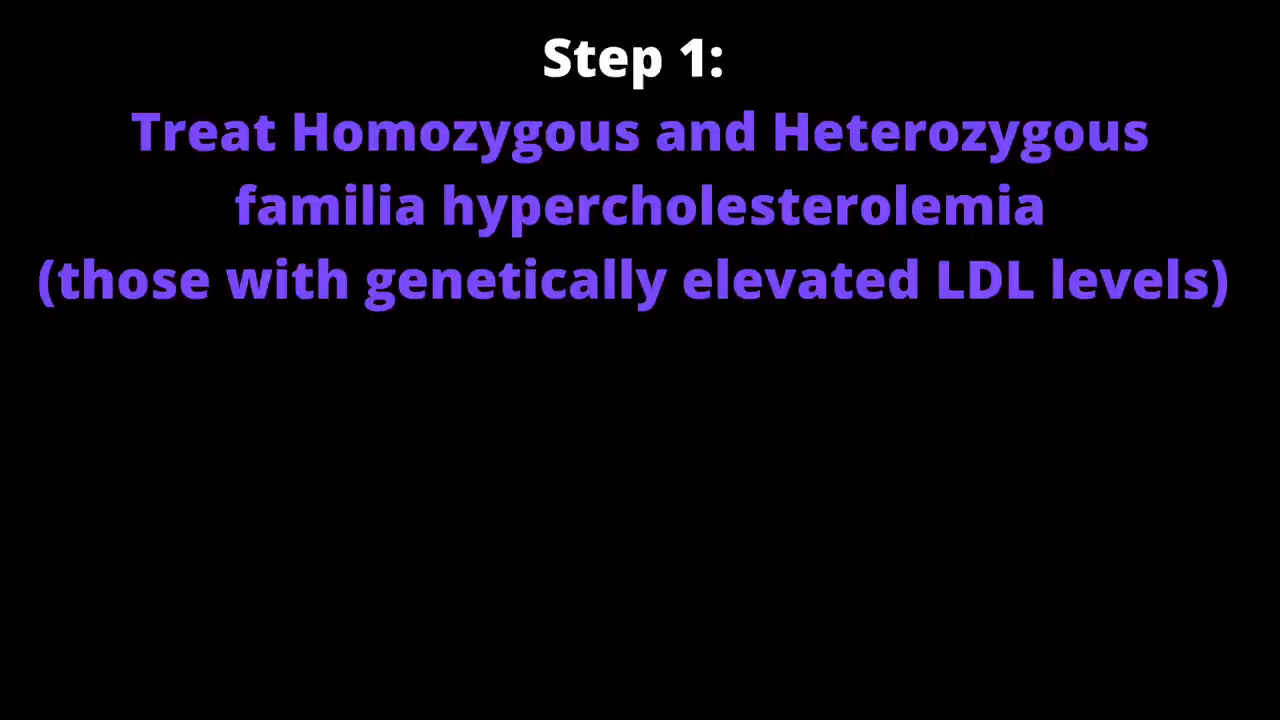 Step 1:
Treat Homozygous and Heterozygous
familia hypercholesterolemia
(those with genetically elevated LDL levels)